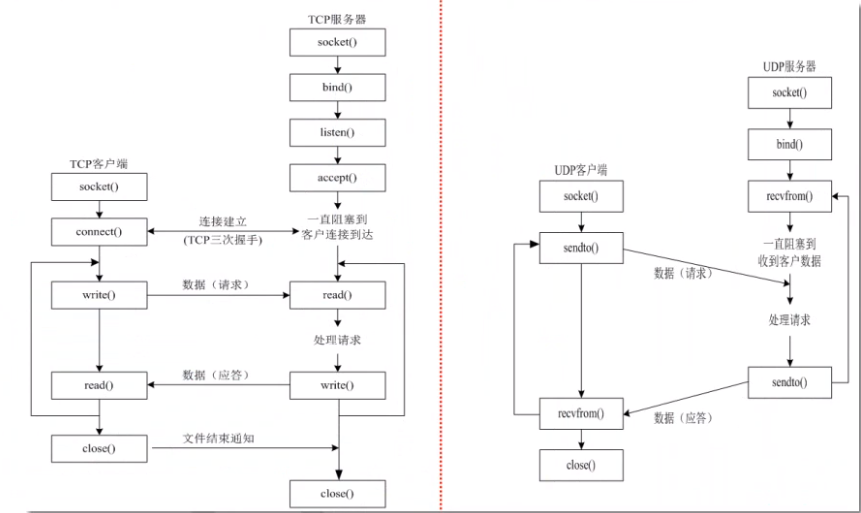 TCP服务器
socket()
bind()
listen()
accept()
一直阻塞到
客户连接到达
TCP客户端
socket()
connect()
连接建立
(TCP三次握手)
write()
数据（请求）
read()
处理请求
read()
数据（应答）
write()
close()
文件结束通知
close()
UDP服务器
socket()
bind()
recvfrom()
一直阻塞到
收到客户数据
UDP客户端
socket()
sendto()
数据（请求）
处理请求
sendto()
recvfrom()
数据（应答）
close()